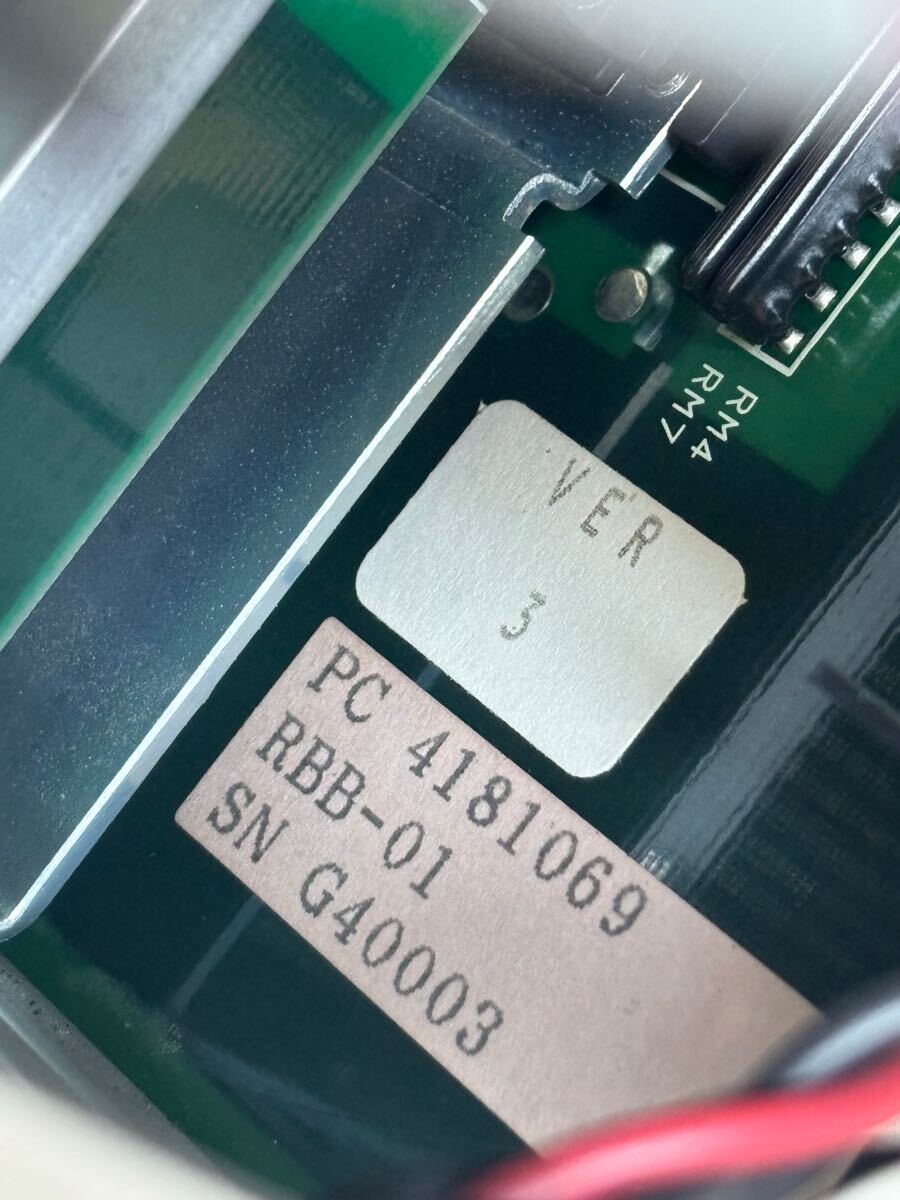 RM4
RM7
VER
3
PC 4181069
RBB-01
SN G40003